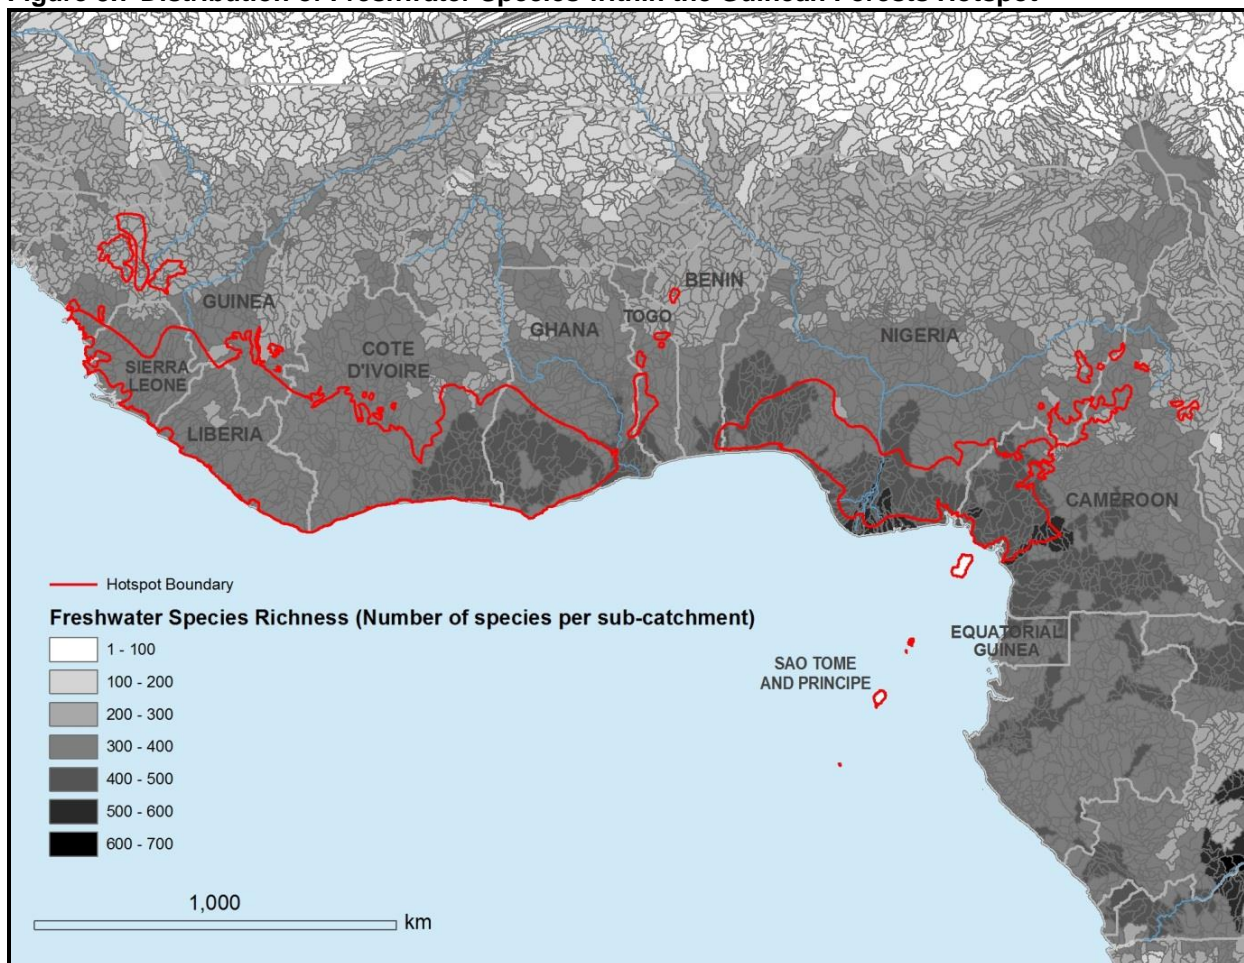 Figure Distribution of Freshwater Species within the Guinean Forests Hotspot
GUINEA
BENIN
TOGO
GHANA
NIGERIA
COTE
D'IVOIRE
SIERRA
LEONE
LIBERIA
CAMEROON
EQUATORIAL
GUINEA
SAO TOME
AND PRINCIPE
Hotspot Boundary
Freshwater Species Richness (Number of species per sub-catchment)
1 - 100
100 - 200
200 - 300
300 - 400
400 - 500
500 - 600
600 - 700
1,000
km